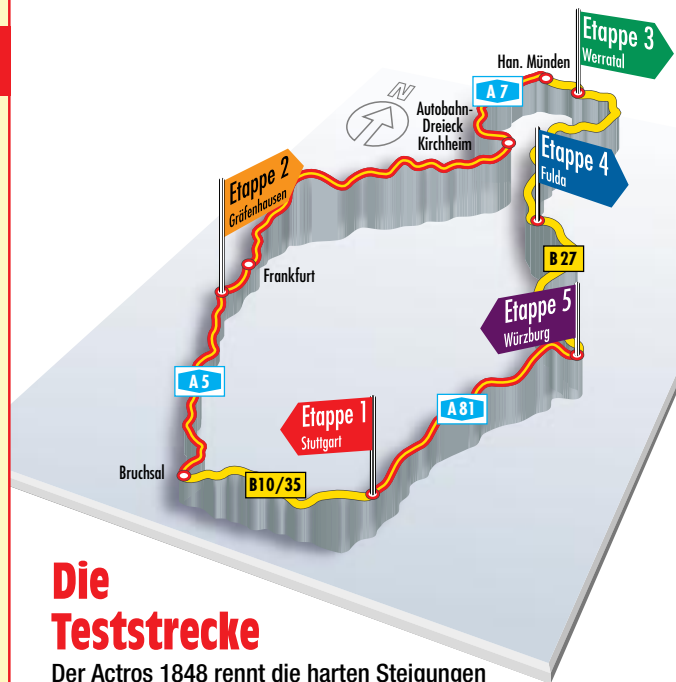 Etappe 3
Werratal
Han. Münden
A 7
N
Autobahn-
Dreieck
Kirchheim
Etappe 4
Fulda
Etappe 2
Gräfenhausen
Frankfurt
B 27
Etappe 5
Würzburg
A 5
A 81
Etappe 1
Stuttgart
Bruchsal
B10/35
Die
Teststrecke
Der Actros 1848 rennt die harten Steigungen